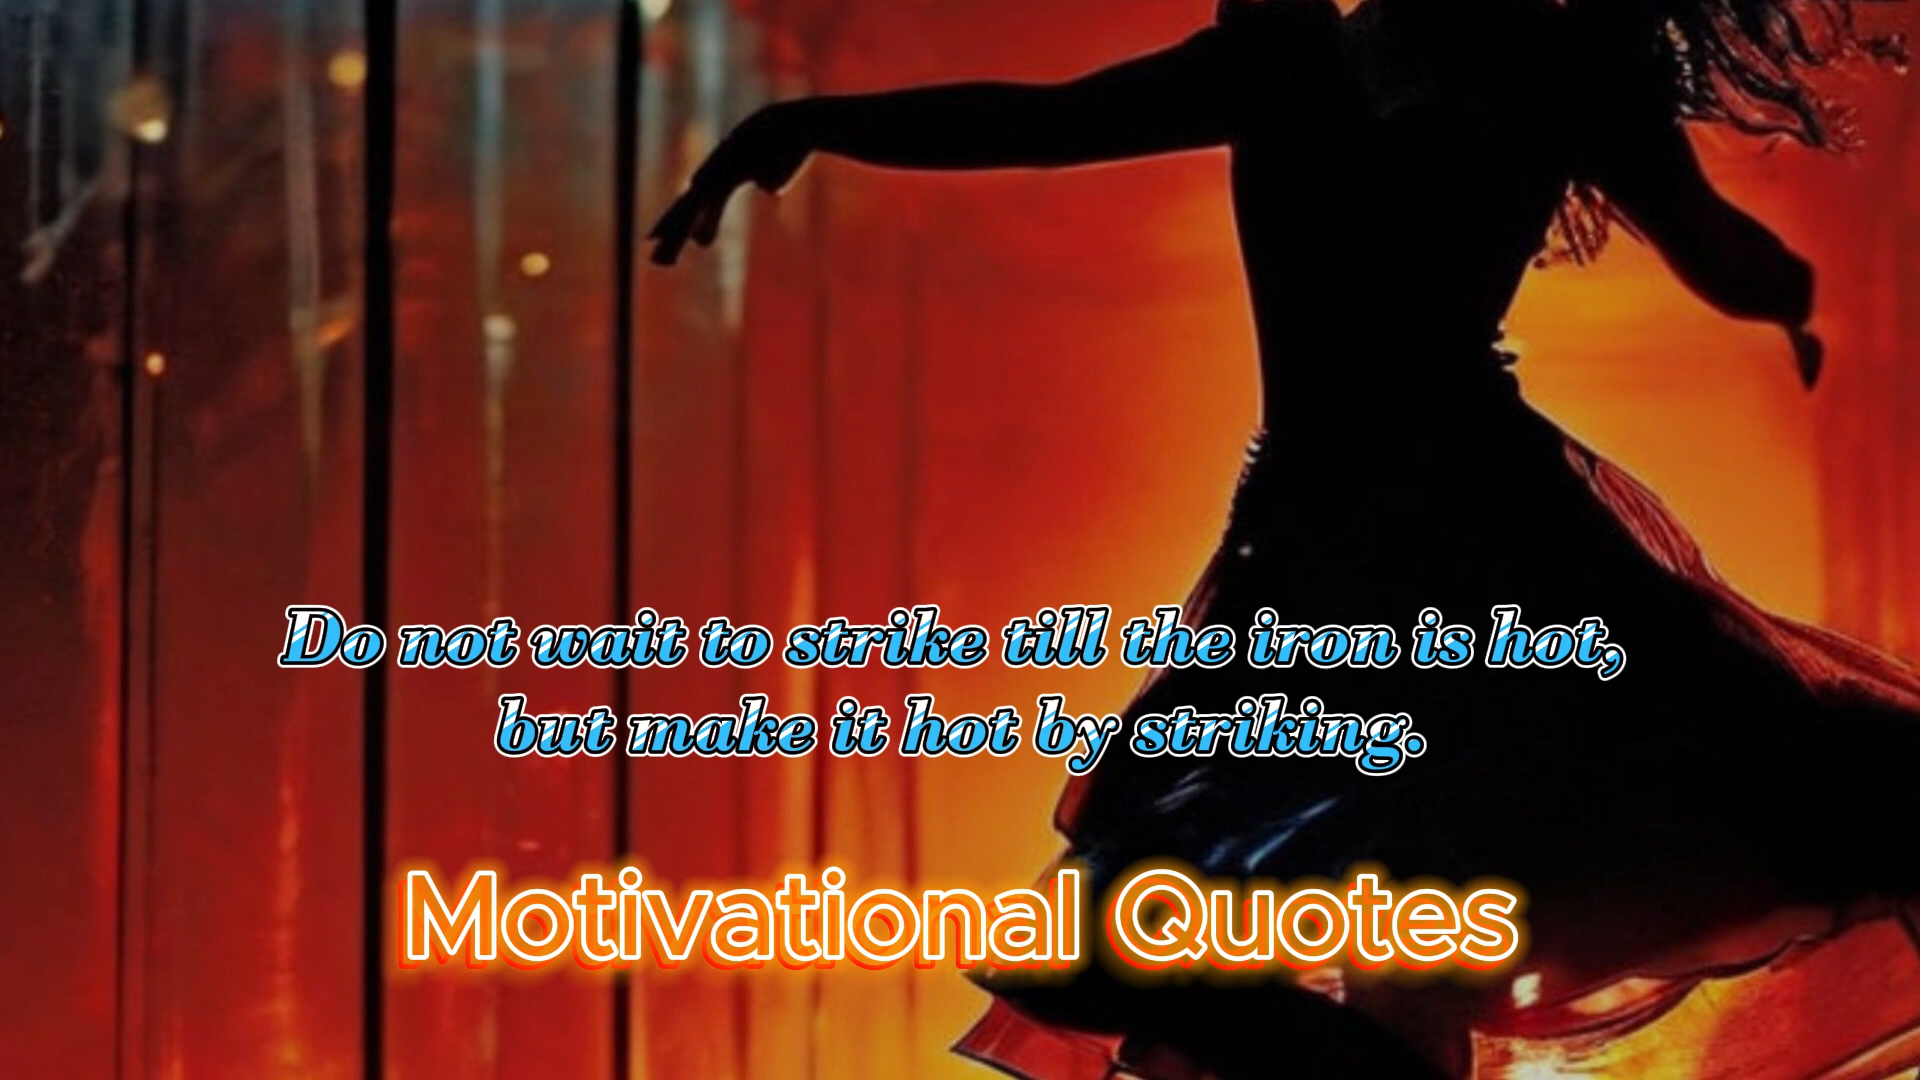 Do not wait to strike till the iron is hot,
but make it hot by striking.
Motivational Quotes